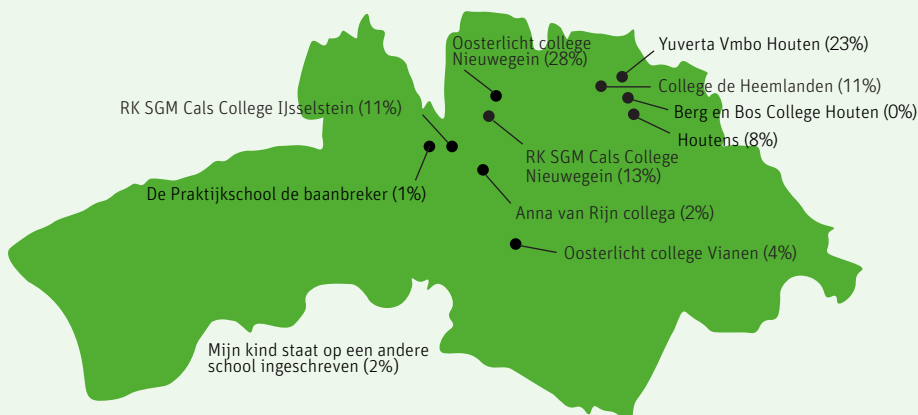 Oosterlicht college
Nieuwegein (28%)
Yuverta Vmbo Houten (23%)
College de Heemlanden (11%)
RK SGM Cals College IJsselstein (11%)
Berg en Bos College Houten (0%)
Houtens (8%)
RK SGM Cals College
Nieuwegein (13%)
De Praktijkschool de baanbreker (1%)
Anna van Rijn collega (2%)
Oosterlicht college Vianen (4%)
Mijn kind staat op een andere
school ingeschreven (2%)